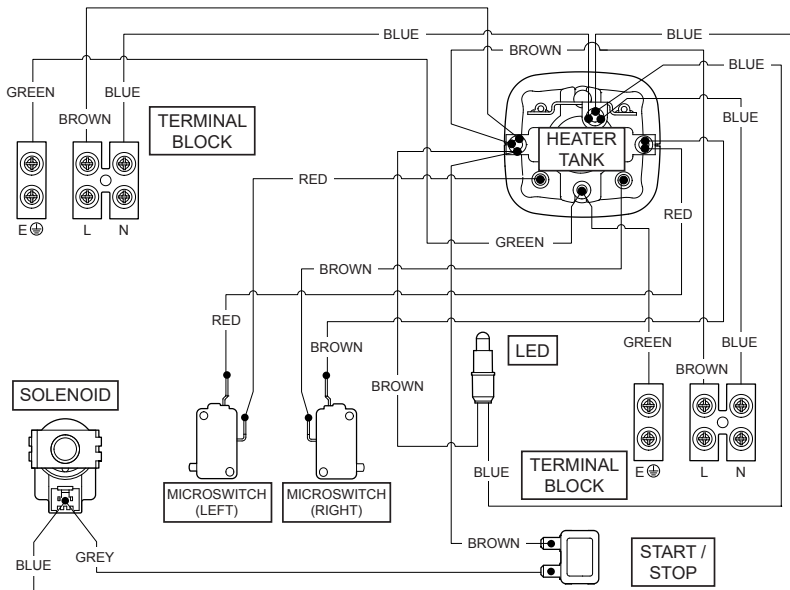 BLUE
BLUE
BROWN
BLUE
GREEN
BLUE
BROWN
TERMINAL
BLOCK
BLUE
HEATER
TANK
RED
RED
E L N
GREEN
BROWN
RED
BROWN
LED
GREEN
BLUE
BROWN
BROWN
SOLENOID
TERMINAL
BLOCK
E L N
BLUE
MICROSWITCH
(LEFT)
MICROSWITCH
(RIGHT)
BROWN
START /
STOP
GREY
BLUE